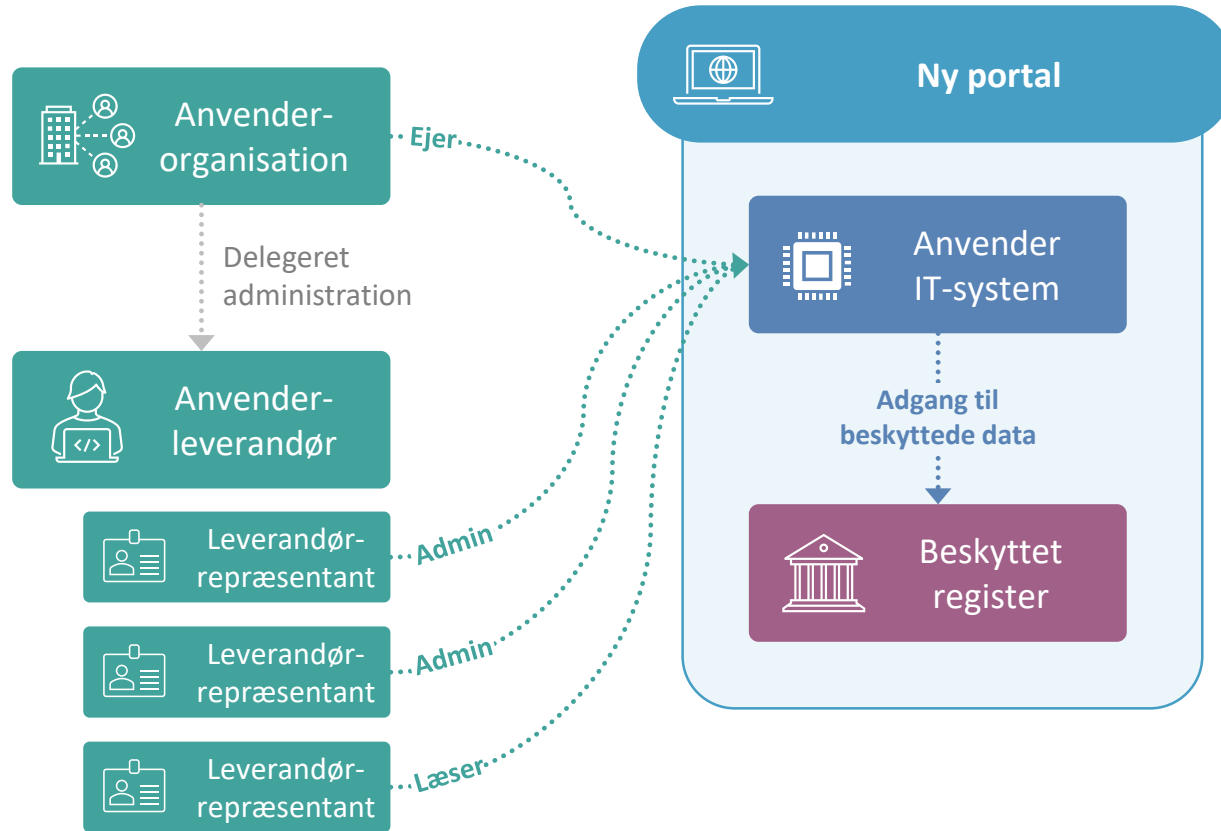 Ny portal
Anvender-
organisation
Ejer
Anvender
IT-system
Delegeret
administration
Anvender-
leverandør
Adgang til
beskyttede data
Leverandør-
repræsentant
Admin
Beskyttet
register
Leverandør-
repræsentant
Admin
Leverandør-
repræsentant
Læser